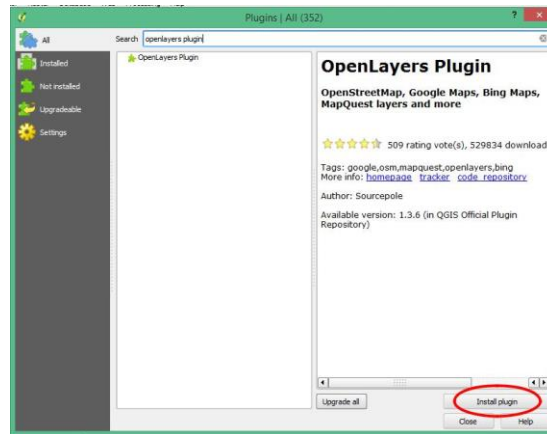 Plugins | All (352)
?
All
Installed
Not installed
Upgradeable
Settings
Search openlayers plugin
OpenLayers Plugin
OpenLayers Plugin
OpenStreetMap, Google Maps, Bing Maps,
MapQuest layers and more
509 rating vote(s), 529834 download
Tags: google,osm,mapquest,openlayers,bing
More info: homepage tracker code repository
Author: Sourcepole
Available version: 1.3.6 (in QGIS Official Plugin
Repository)
Upgrade all
Install plugin
Close
Help